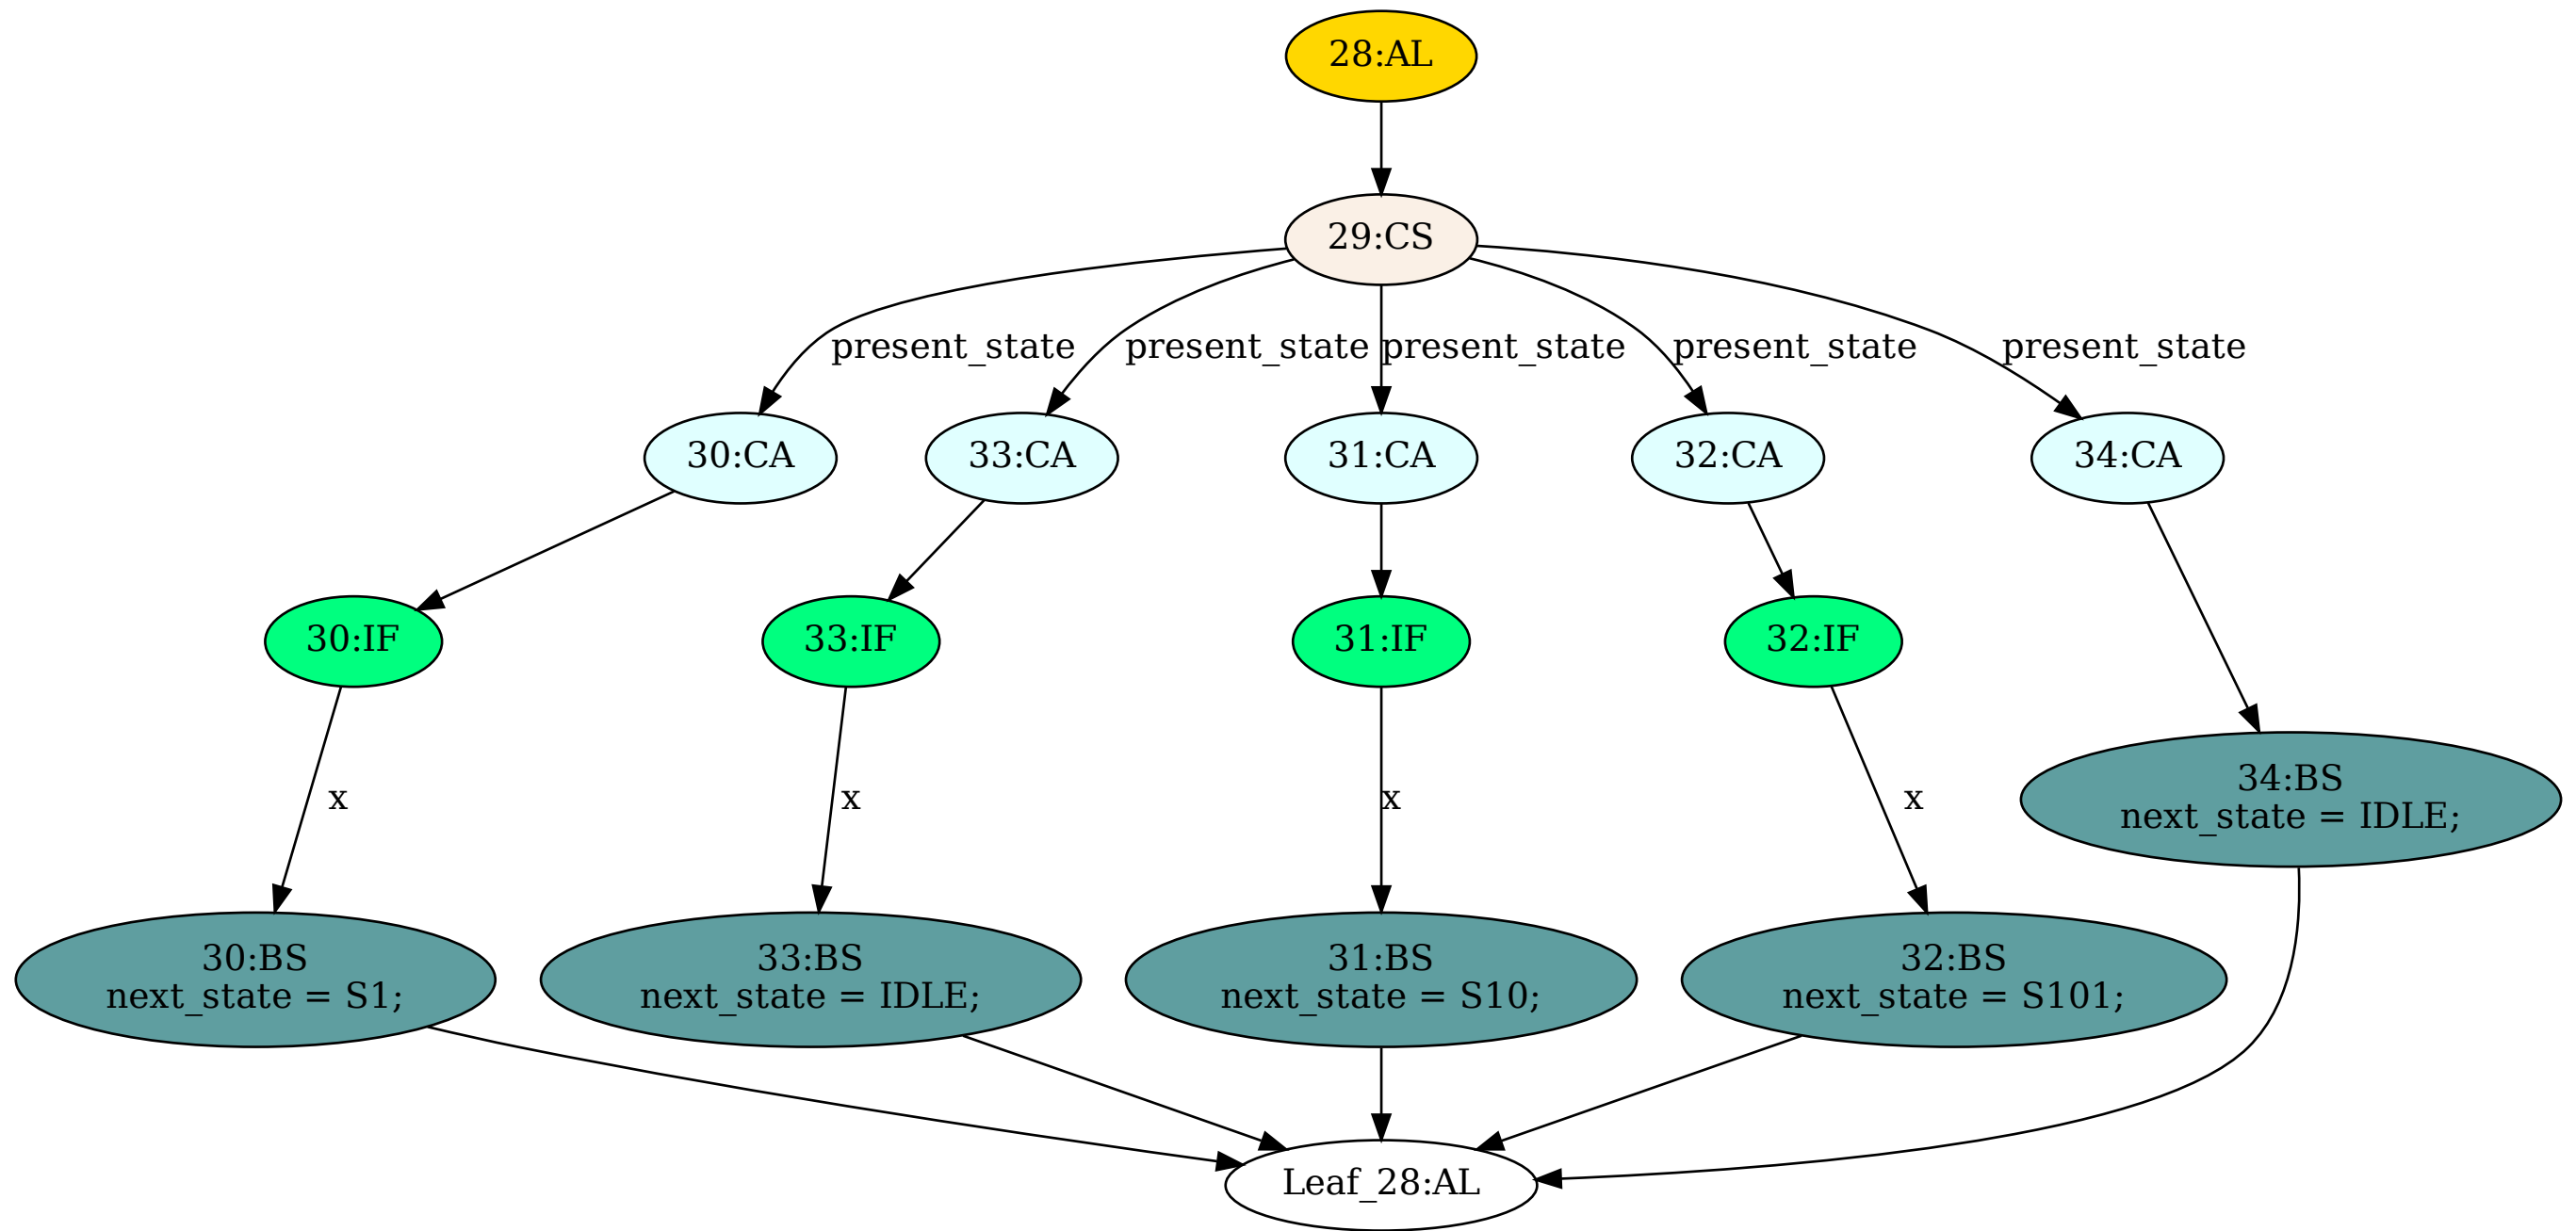 28:AL
29:CS
present_state
present_state
present_state
present_state
present_state
30:CA
33:CA
31:CA
32:CA
34:CA
30:IF
33:IF
31:IF
32:IF
x
x
x
x
34:BS
next_state = IDLE;
30:BS
next_state = S1;
33:BS
next_state = IDLE;
31:BS
next_state = S10;
32:BS
next_state = S101;
Leaf_28:AL